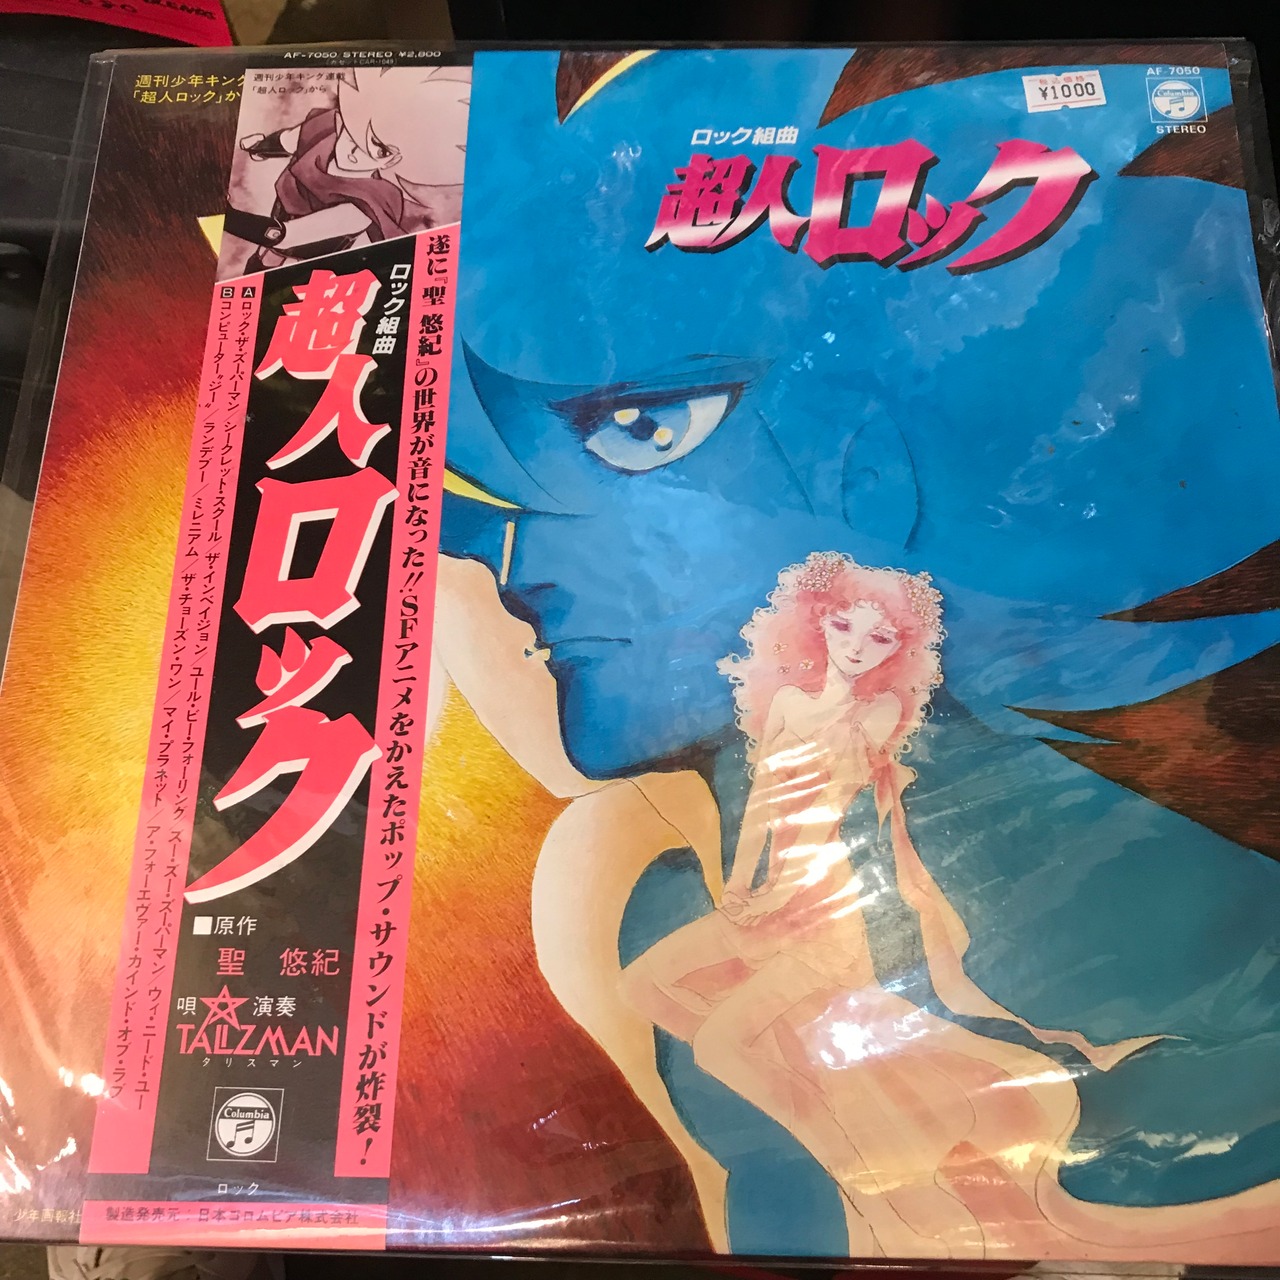 AF-7050 STEREO ¥2,800
週刊少年キング
「超人ロック」から
週刊少年キング連載
「超人ロック」から
税込価格
¥1000
AF-7050
Columbia
STEREO
ロック組曲
超人ロック
遂に『聖 悠紀』の世界が音になった!!SFアニメをかえたポップ・サウンドが炸裂!
ロック組曲
超人ロック
A ロック・ザ・スーパーマン/シークレット・スクール/ザ・インベイジョン/ユール・ビー・フォーリング ズー・ズー・ズーパーマン/ウイ・ニード・ユー
B コンピューター“ジー”/ランデブー/ミレニアム/ザ・チョーズン・ワン/マイ・プラネット/ア・フォーエヴァー・カインド・オブ・ラブ
■原作
聖 悠紀
唄 演奏
TALIZMAN
タリスマン
Columbia
ロック
少年画報社
製造発売元:日本コロムビア株式会社